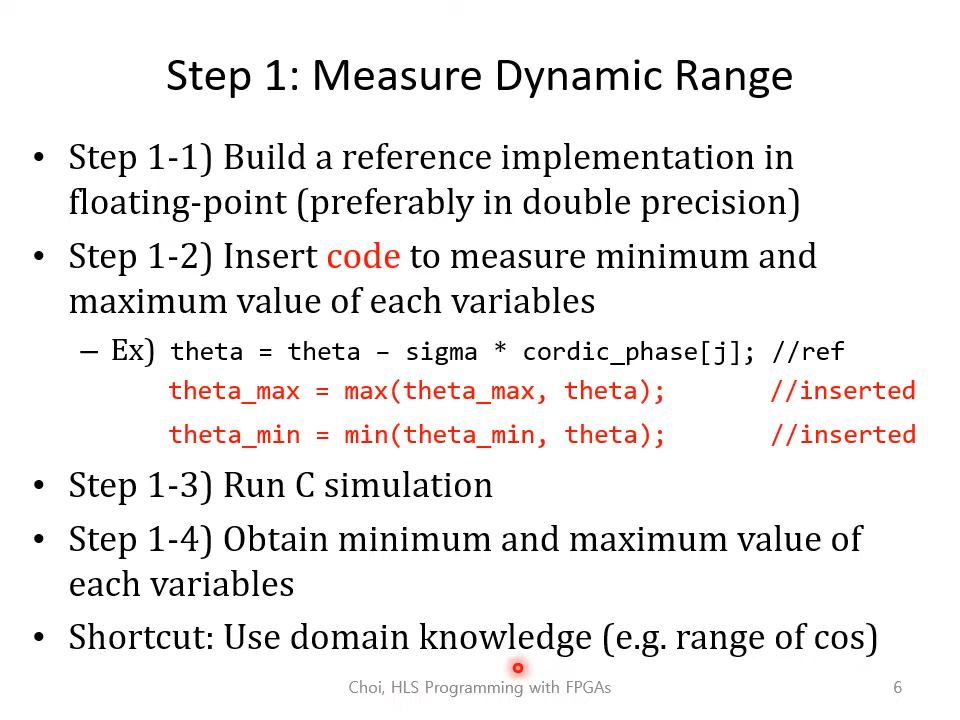 Step 1: Measure Dynamic Range
• Step 1-1) Build a reference implementation in
floating-point (preferably in double precision)
• Step 1-2) Insert code to measure minimum and
maximum value of each variables
– Ex) theta = theta – sigma * cordic_phase[j]; //ref
theta_max = max(theta_max, theta); //inserted
theta_min = min(theta_min, theta); //inserted
• Step 1-3) Run C simulation
• Step 1-4) Obtain minimum and maximum value of
each variables
• Shortcut: Use domain knowledge (e.g. range of cos)
Choi, HLS Programming with FPGAs 6